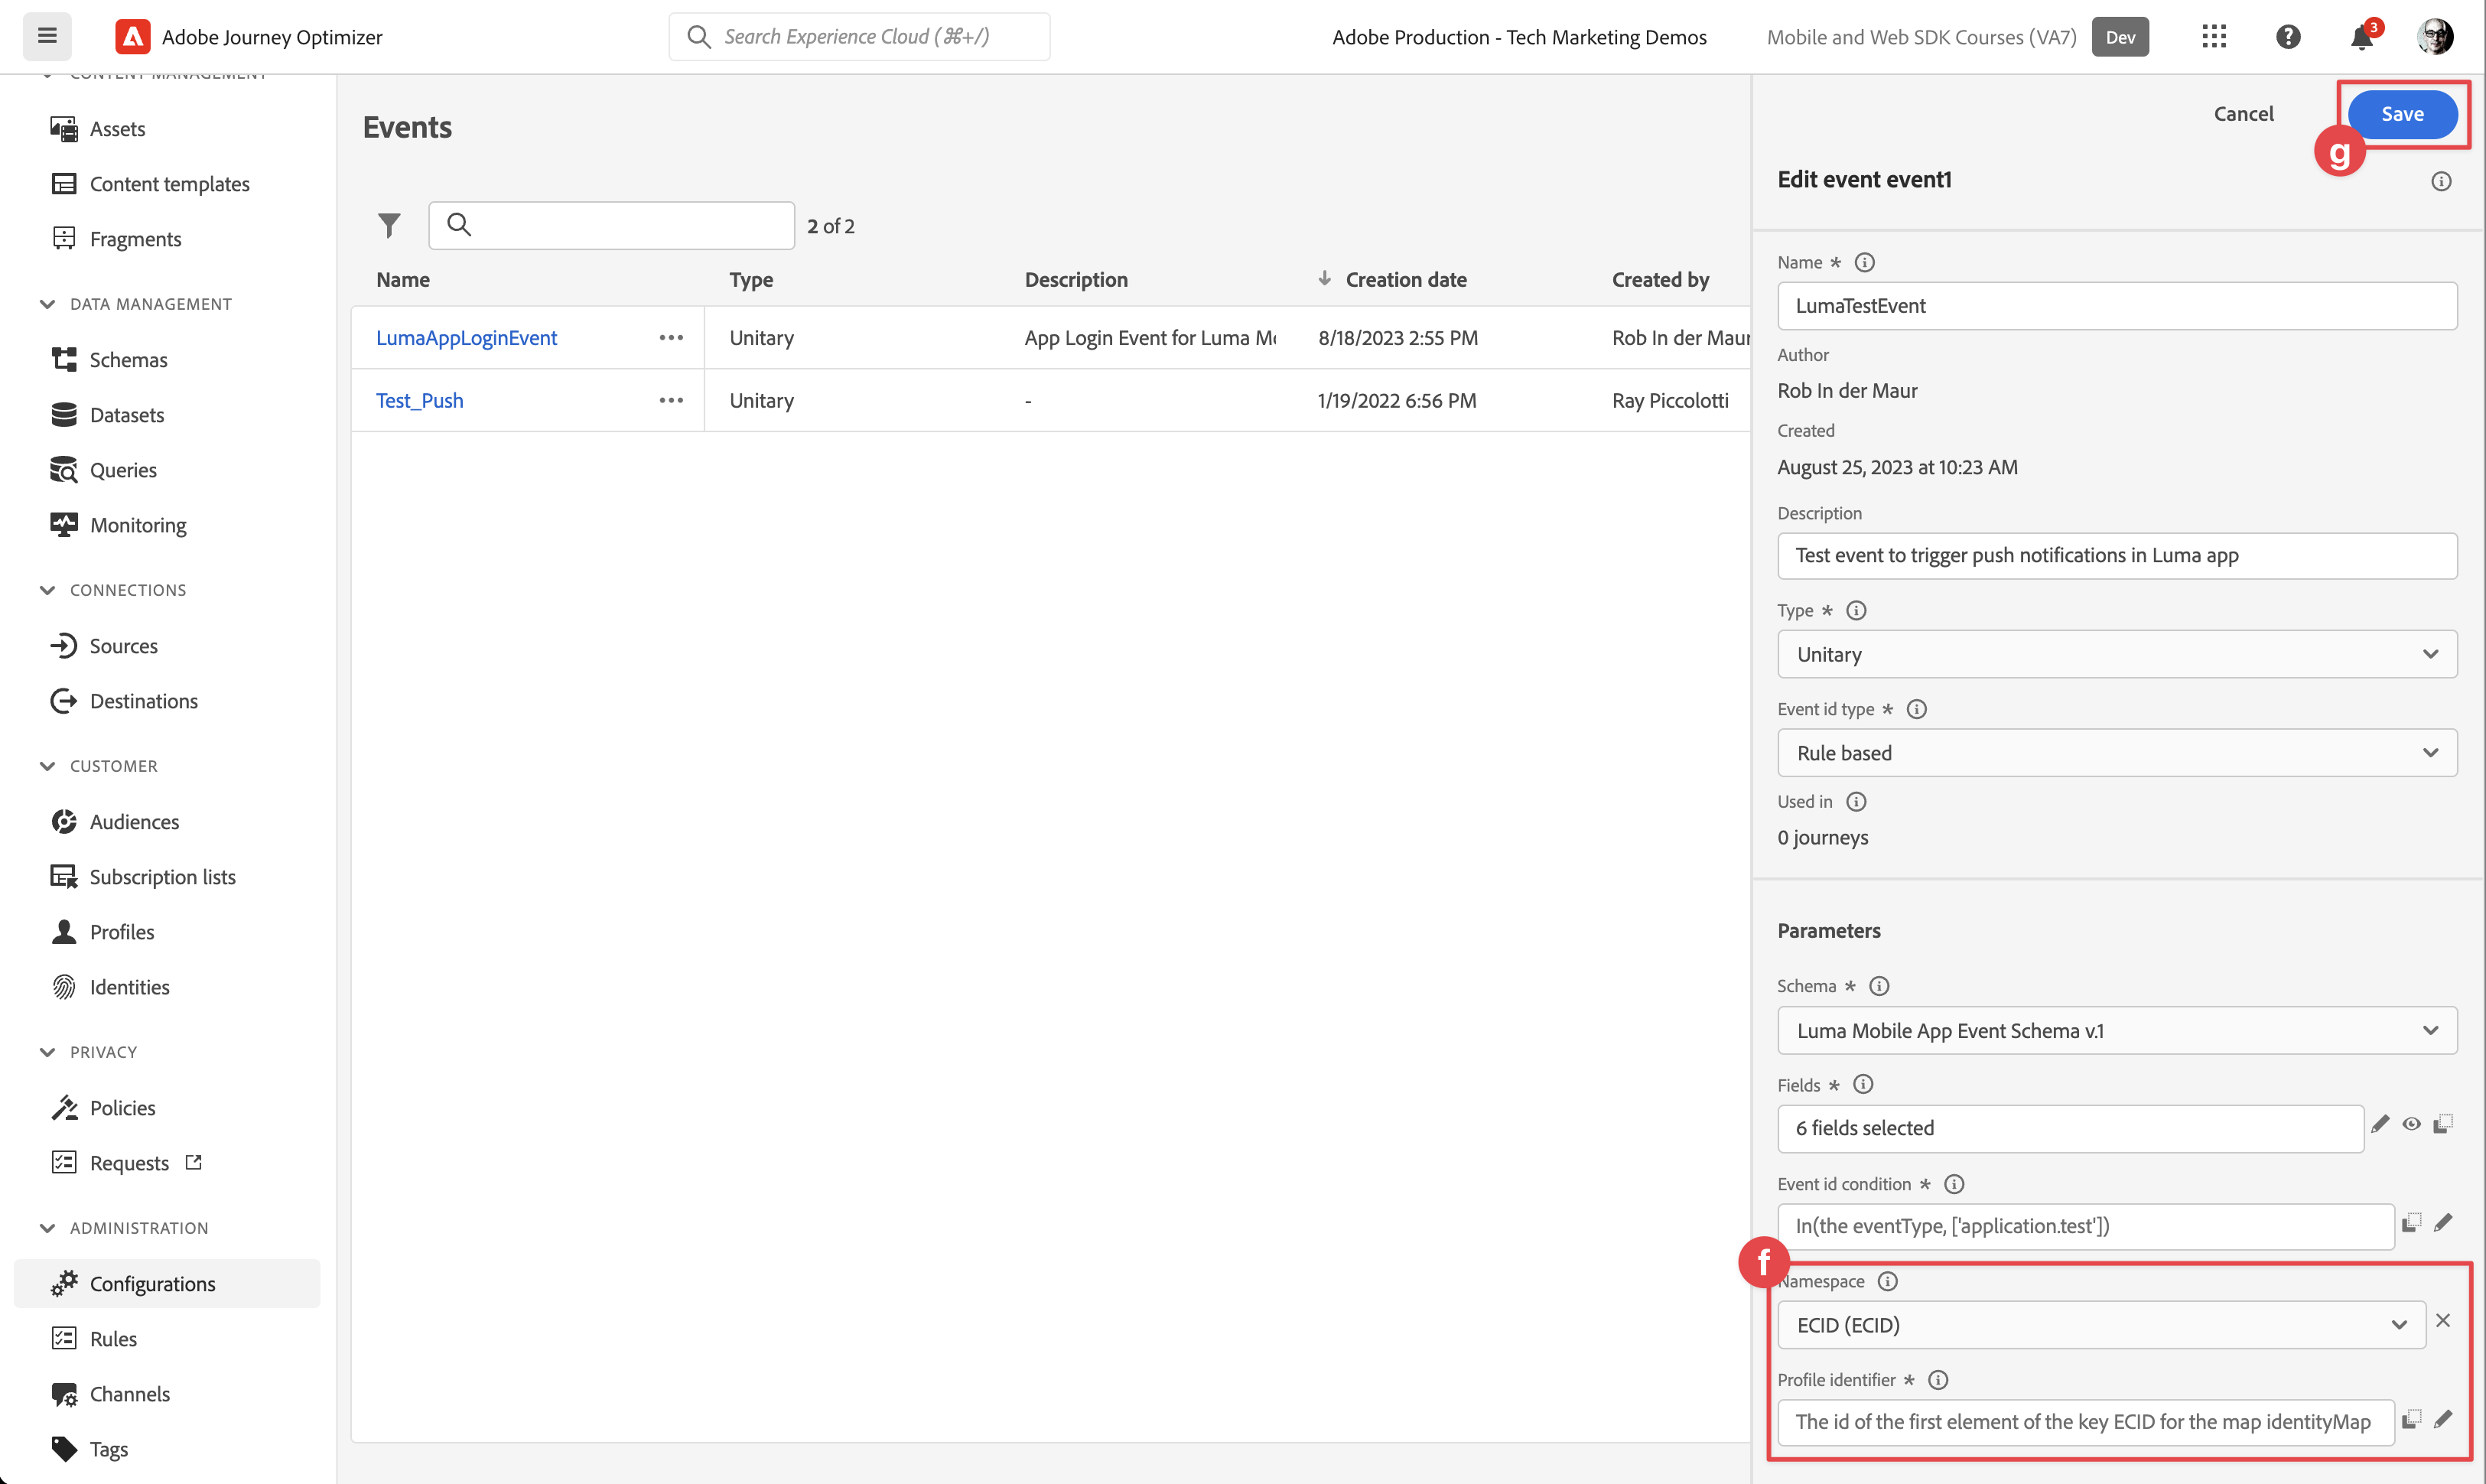 Adobe Journey Optimizer
Search Experience Cloud (⌘+/)
Adobe Production - Tech Marketing Demos
Mobile and Web SDK Courses (VA7)
Dev
3
CONTENT MANAGEMENT
Assets
Content templates
Fragments
DATA MANAGEMENT
Schemas
Datasets
Queries
Monitoring
CONNECTIONS
Sources
Destinations
CUSTOMER
Audiences
Subscription lists
Profiles
Identities
PRIVACY
Policies
Requests
ADMINISTRATION
Configurations
Rules
Channels
Tags
Events
2 of 2
Name Type Description Creation date Created by
LumaAppLoginEvent Unitary App Login Event for Luma 8/18/2023 2:55 PM Rob In der Maur
Test_Push Unitary - 1/19/2022 6:56 PM Ray Piccolotti
Cancel
Save
g
Edit event event1
Name *
LumaTestEvent
Author
Rob In der Maur
Created
August 25, 2023 at 10:23 AM
Description
Test event to trigger push notifications in Luma app
Type *
Unitary
Event id type *
Rule based
Used in
0 journeys
Parameters
Schema *
Luma Mobile App Event Schema v.1
Fields *
6 fields selected
Event id condition *
In(the eventType, ['application.test'])
f
Namespace
ECID (ECID)
Profile identifier *
The id of the first element of the key ECID for the map identityMap